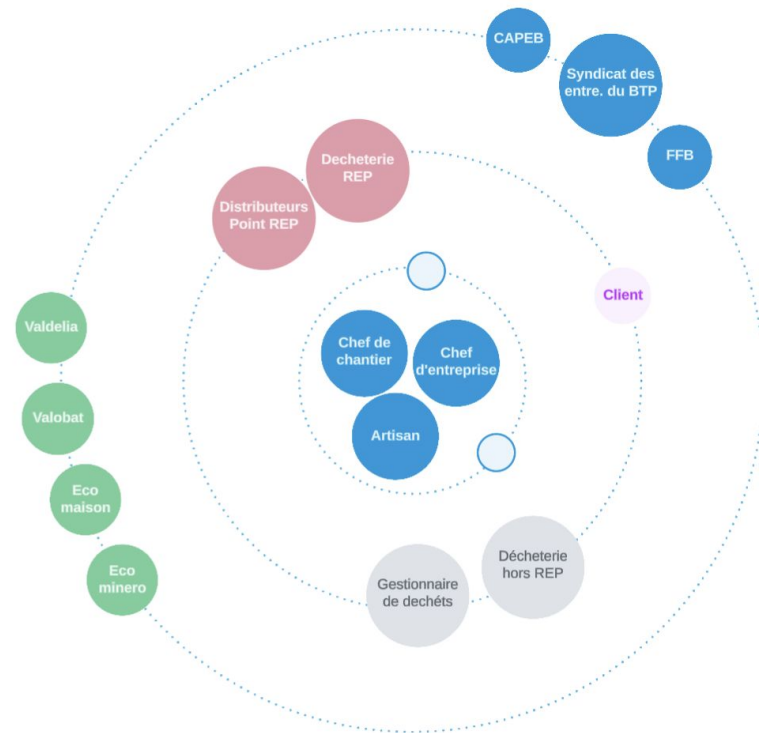 CAPEB
Syndicat des
entre. du BTP
FFB
Decheterie
REP
Distributeurs
Point REP
Client
Valdelia
Chef de
chantier
Chef
d'entreprise
Valobat
Artisan
Eco
maison
Eco
minero
Gestionnaire
de dechéts
Décheterie
hors REP